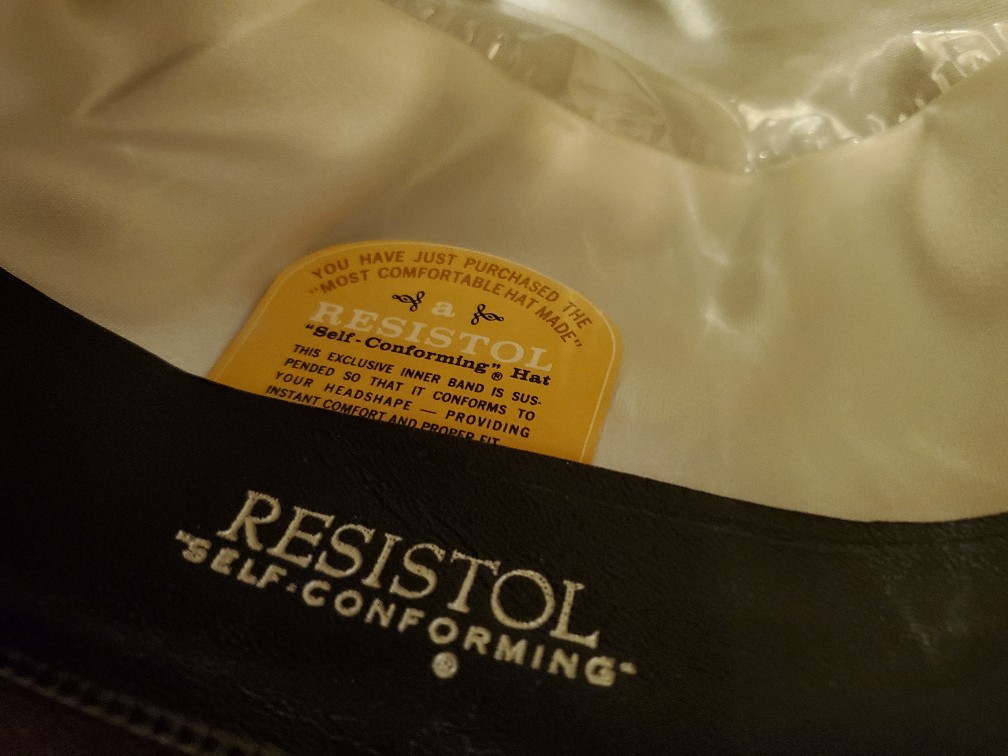 YOU HAVE JUST PURCHASED THE
"MOST COMFORTABLE HAT MADE"
a
RESISTOL
"Self-Conforming"® Hat
THIS EXCLUSIVE INNER BAND IS SUS-
PENDED SO THAT IT CONFORMS TO
YOUR HEADSHAPE — PROVIDING
INSTANT COMFORT AND PROPER FIT
RESISTOL
"SELF-CONFORMING"
®